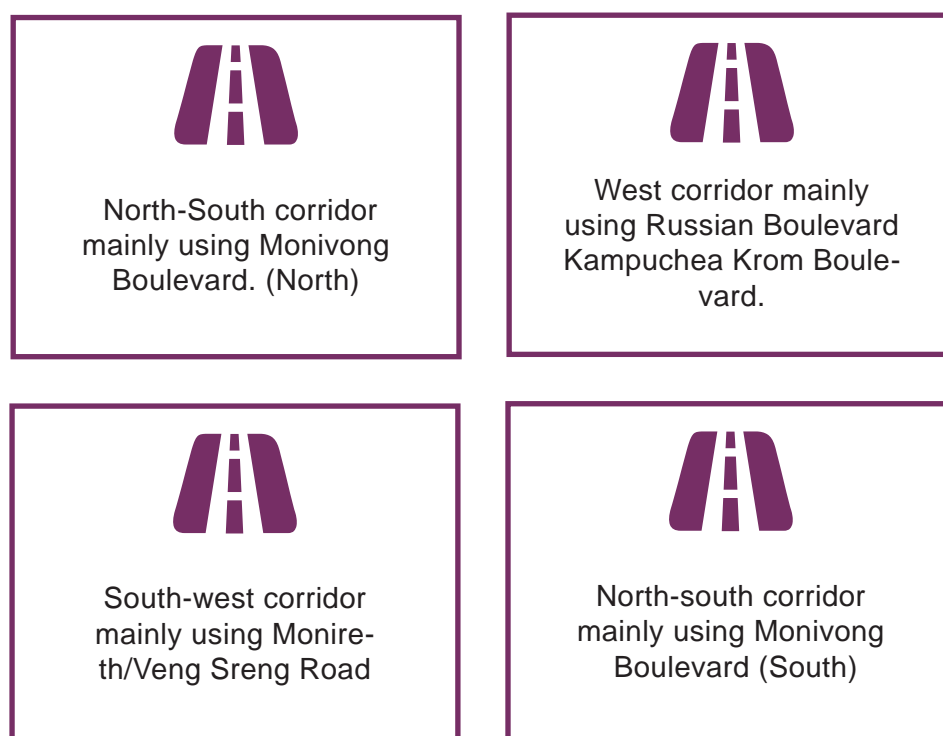 North-South corridor
mainly using Monivong
Boulevard. (North)
West corridor mainly
using Russian Boulevard
Kampuchea Krom Boule-
vard.
South-west corridor
mainly using Monire-
th/Veng Sreng Road
North-south corridor
mainly using Monivong
Boulevard (South)